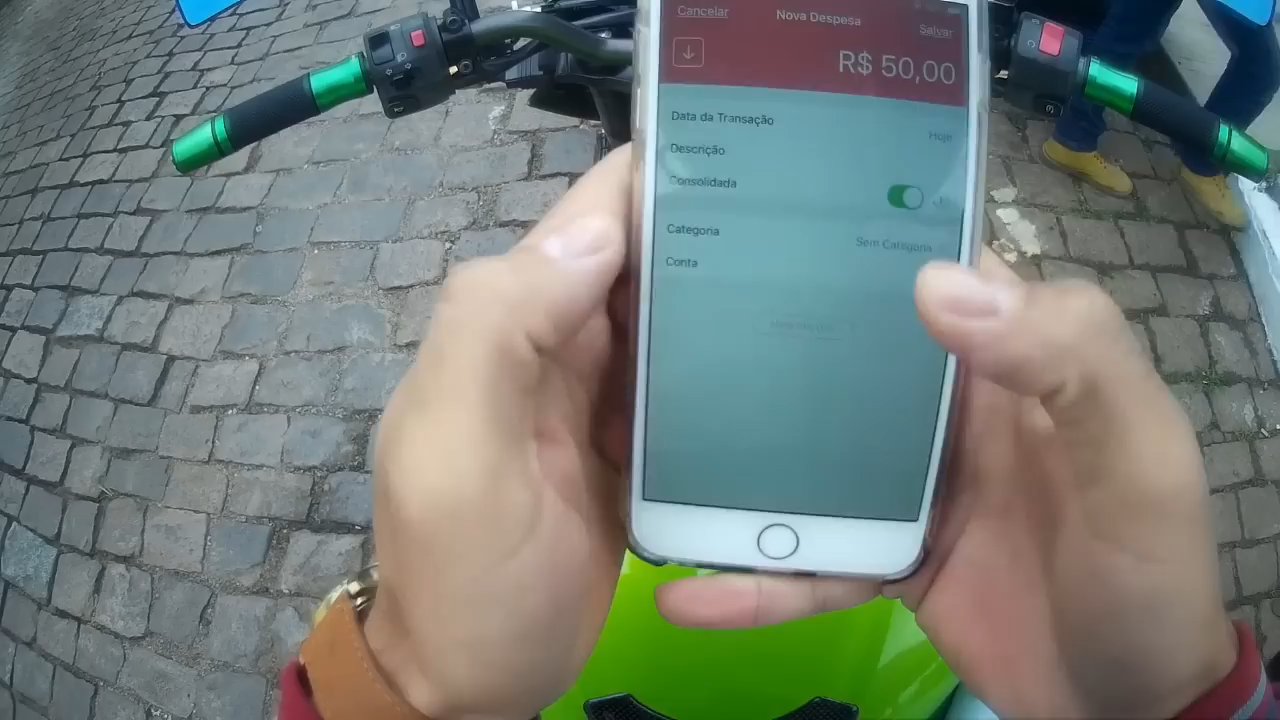 Cancelar
Nova Despesa
Salvar
R$ 50,00
Data da Transação
Hoje
Descrição
Consolidada
Categoria
Sem Categoria
Conta